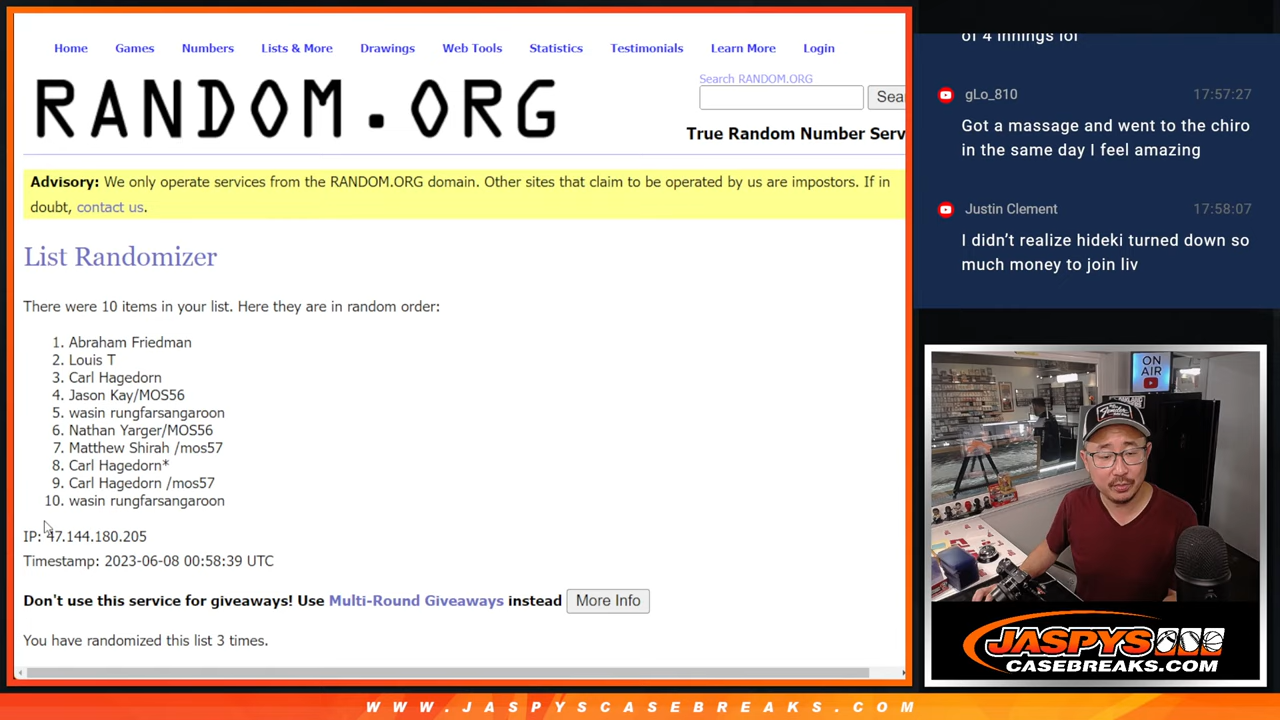 Home Games Numbers Lists & More Drawings Web Tools Statistics Testimonials Learn More Login
RANDOM.ORG
Search RANDOM.ORG
Sea
True Random Number Serv
Advisory: We only operate services from the RANDOM.ORG domain. Other sites that claim to be operated by us are impostors. If in
doubt, contact us.
List Randomizer
There were 10 items in your list. Here they are in random order:
1. Abraham Friedman
2. Louis T
3. Carl Hagedorn
4. Jason Kay/MOS56
5. wasin rungfarsangaroon
6. Nathan Yarger/MOS56
7. Matthew Shirah /mos57
8. Carl Hagedorn*
9. Carl Hagedorn /mos57
10. wasin rungfarsangaroon
IP: 47.144.180.205
Timestamp: 2023-06-08 00:58:39 UTC
Don't use this service for giveaways! Use Multi-Round Giveaways instead More Info
You have randomized this list 3 times.
of 4 innings lol
gLo_810 17:57:27
Got a massage and went to the chiro
in the same day I feel amazing
Justin Clement 17:58:07
I didn't realize hideki turned down so
much money to join liv
ON
AIR
Fender
JASPYS
CASEBREAKS.COM
WWW.JASPYSCASEBREAKS.COM